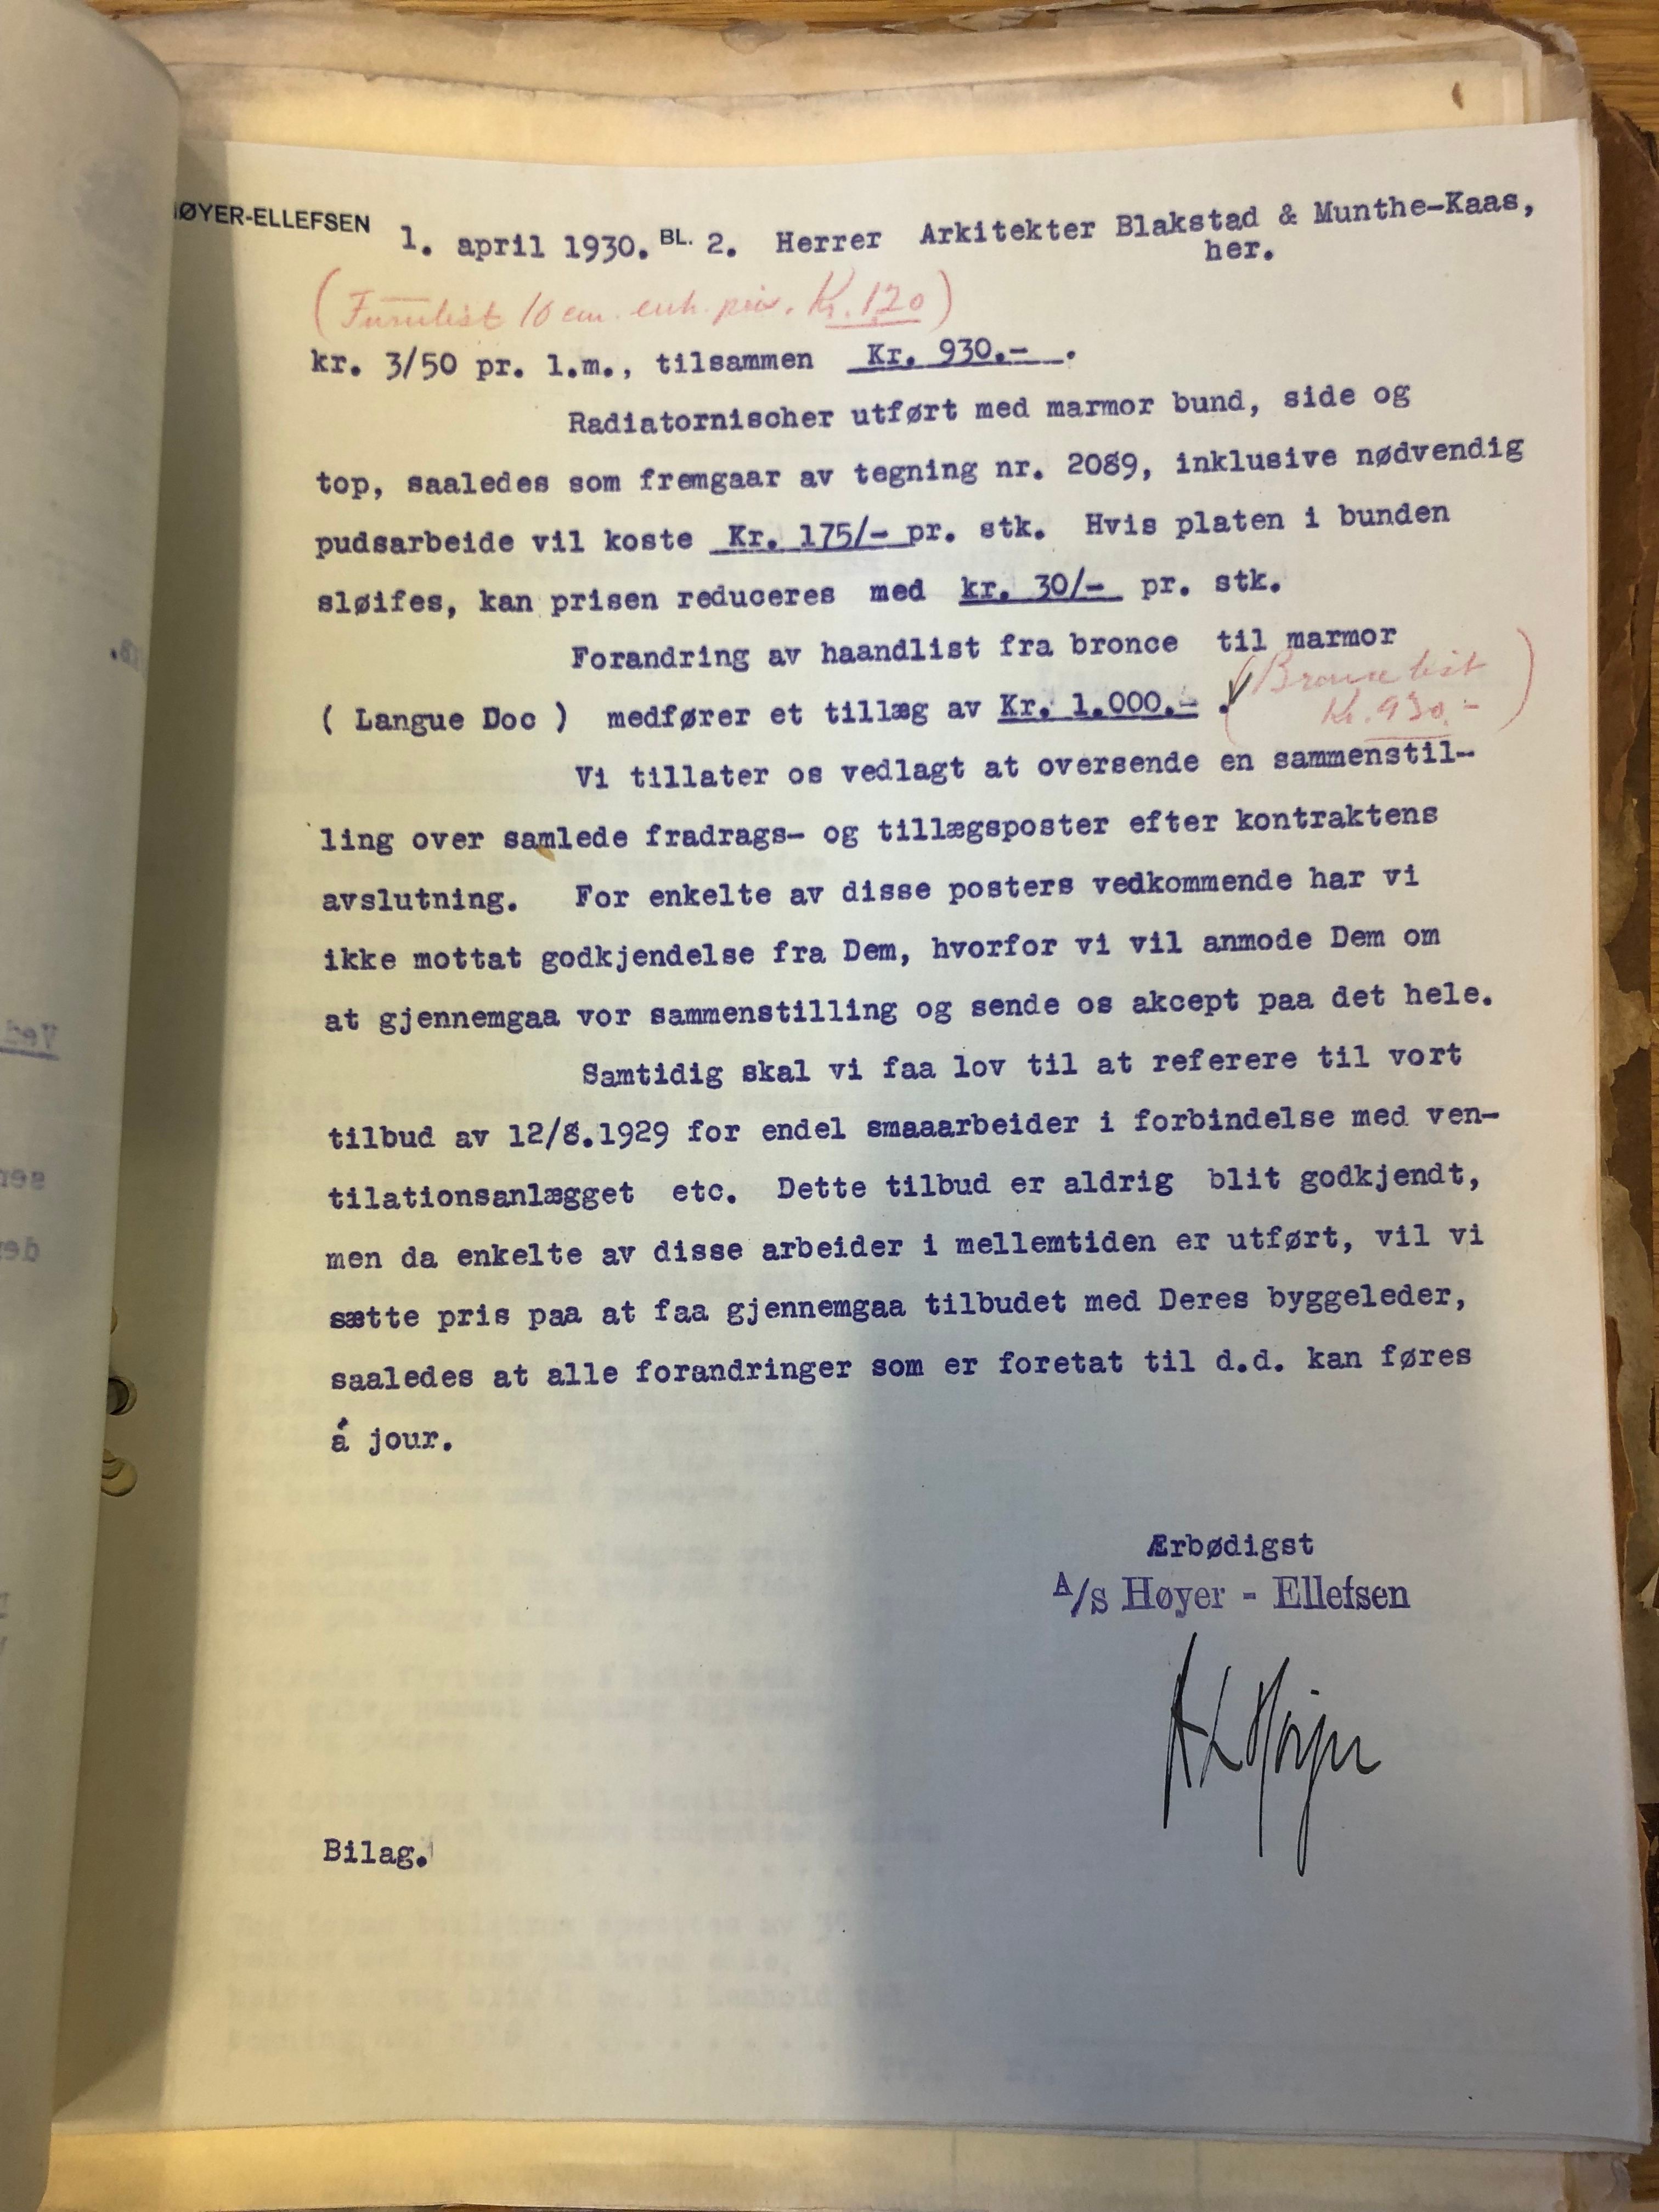 ØYER-ELLEFSEN 1. april 1930. BL. 2. Herrer Arkitekter Blakstad & Munthe-Kaas,
her.
(Furulist 10 cm. enh. pris. Kr. 1,20)
kr. 3/50 pr. l.m., tilsammen Kr. 930.- .
Radiatornischer utført med marmor bund, side og
top, saaledes som fremgaar av tegning nr. 2089, inklusive nødvendig
pudsarbeide vil koste Kr. 175/- pr. stk. Hvis platen i bunden
sløifes, kan prisen reduceres med kr. 30/- pr. stk.
Forandring av haandlist fra bronce til marmor
( Langue Doc ) medfører et tillæg av Kr. 1.000.- .
(Bronce list
Kr. 930.-)
Vi tillater os vedlagt at oversende en sammenstil-
ling over samlede fradrags- og tillægsposter efter kontraktens
avslutning. For enkelte av disse posters vedkommende har vi
ikke mottat godkjendelse fra Dem, hvorfor vi vil anmode Dem om
at gjennemgaa vor sammenstilling og sende os akcept paa det hele.
Samtidig skal vi faa lov til at referere til vort
tilbud av 12/8.1929 for endel smaaarbeider i forbindelse med ven-
tilationsanlægget etc. Dette tilbud er aldrig blit godkjendt,
men da enkelte av disse arbeider i mellemtiden er utført, vil vi
sætte pris paa at faa gjennemgaa tilbudet med Deres byggeleder,
saaledes at alle forandringer som er foretat til d.d. kan føres
á jour.
Ærbødigst
A/s Høyer - Ellefsen
Bilag.